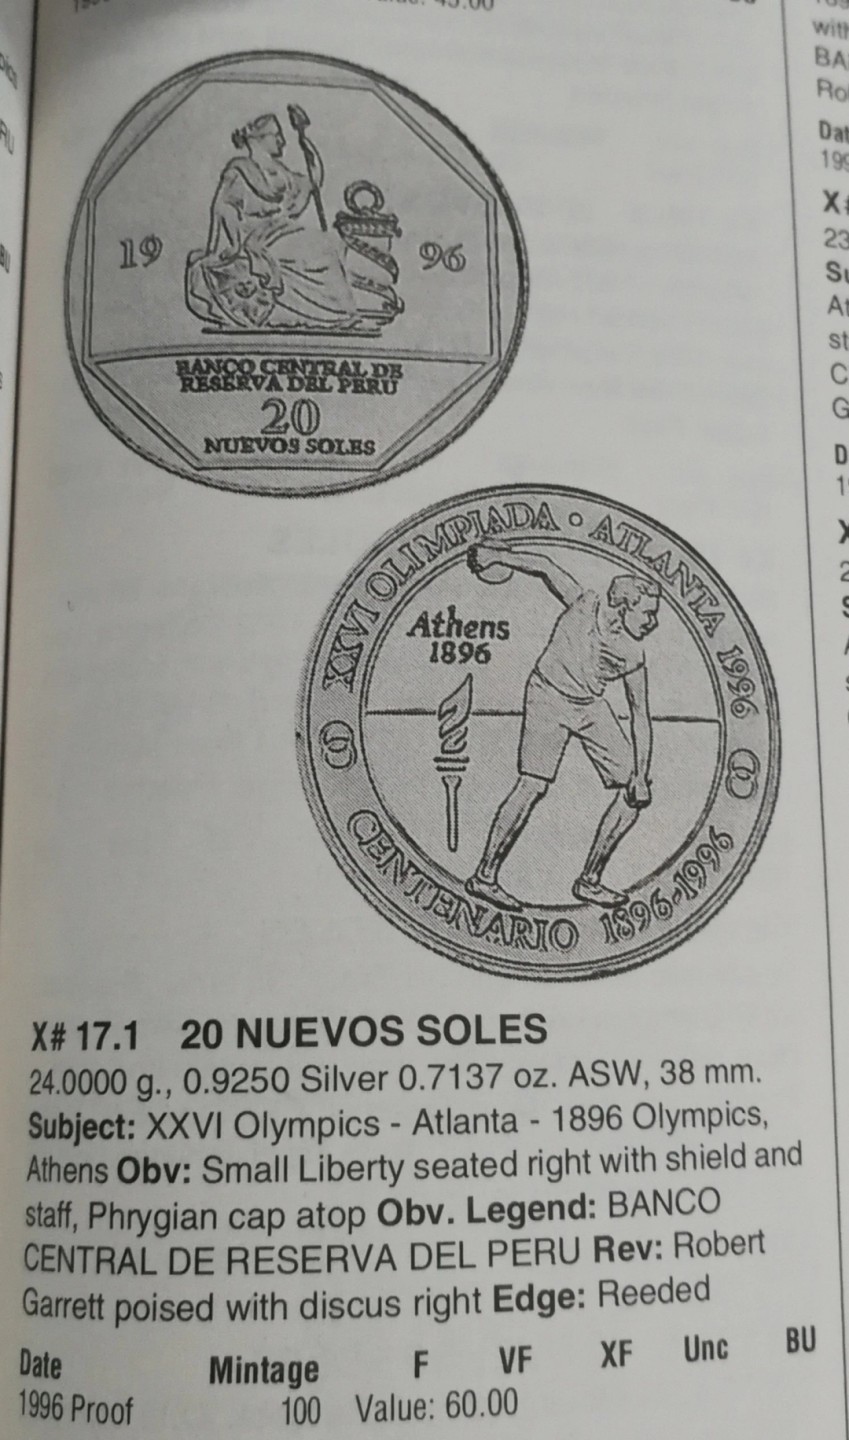 19 96
BANCO CENTRAL DE
RESERVA DEL PERU
20
NUEVOS SOLES
XXVI OLIMPIADA · ATLANTA 1996
Athens
1896
CENTENARIO 1896-1996
X# 17.1 20 NUEVOS SOLES
24.0000 g., 0.9250 Silver 0.7137 oz. ASW, 38 mm.
Subject: XXVI Olympics - Atlanta - 1896 Olympics,
Athens Obv: Small Liberty seated right with shield and
staff, Phrygian cap atop Obv. Legend: BANCO
CENTRAL DE RESERVA DEL PERU Rev: Robert
Garrett poised with discus right Edge: Reeded
Date Mintage F VF XF Unc BU
1996 Proof 100 Value: 60.00